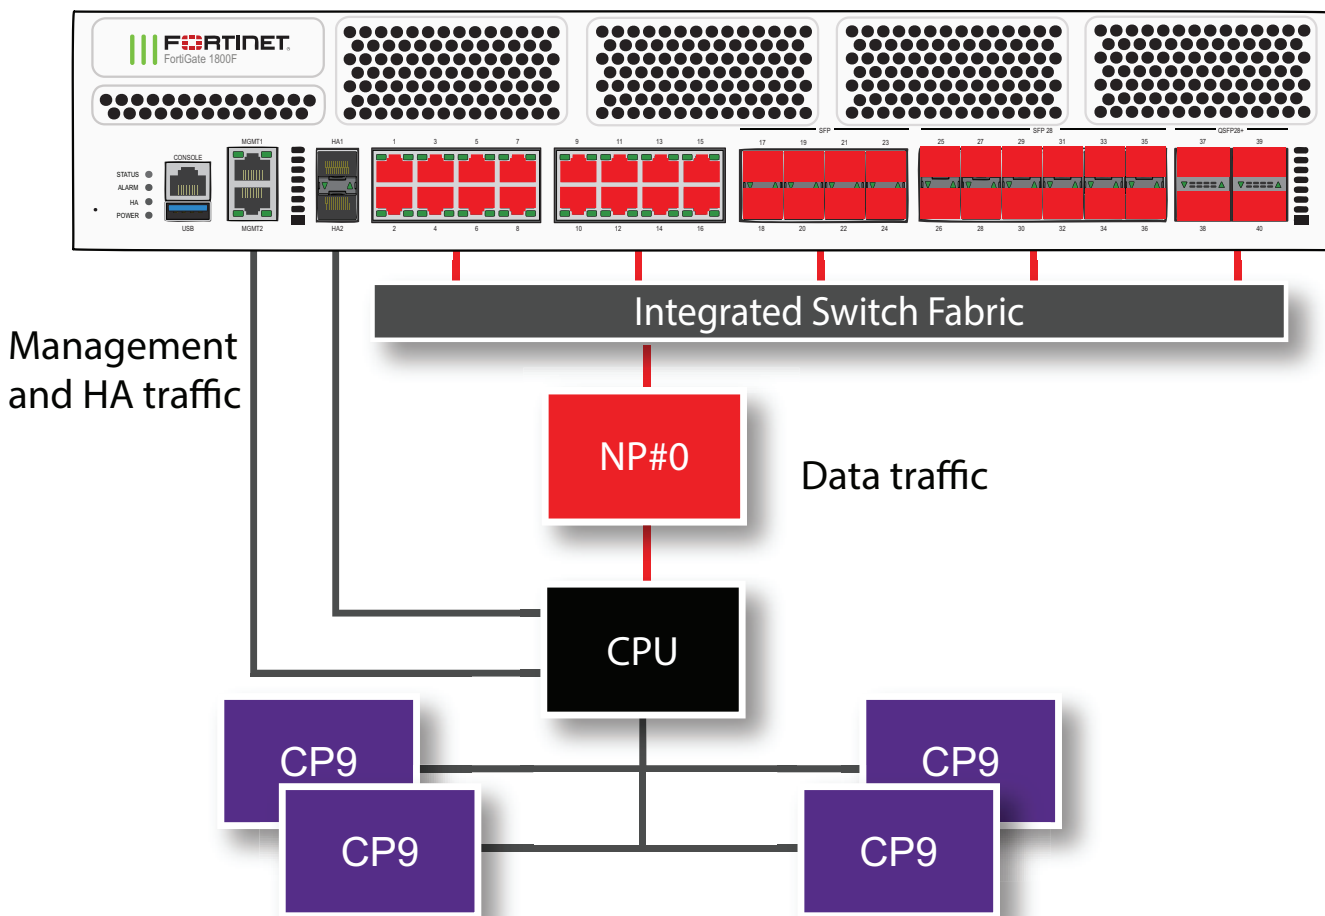 FORTINET
FortiGate 1800F
SFP SFP 28 QSFP28+
MGMT1 HA1 1 3 5 7 9 11 13 15 17 19 21 23 25 27 29 31 33 35 37 39
CONSOLE
STATUS
ALARM
HA
POWER
USB MGMT2 HA2 2 4 6 8 10 12 14 16 18 20 22 24 26 28 30 32 34 36 38 40
Integrated Switch Fabric
Management
and HA traffic
NP#0
Data traffic
CPU
CP9 CP9
CP9 CP9